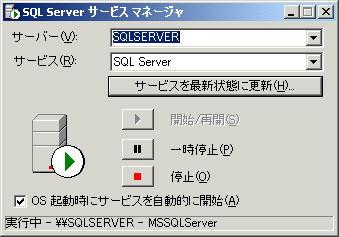 SQL Server サービス マネージャ
サーバー(V): SQLSERVER
サービス(R): SQL Server
サービスを最新状態に更新(H)...
開始/再開(S)
一時停止(P)
停止(O)
OS 起動時にサービスを自動的に開始(A)
実行中 - ¥¥SQLSERVER - MSSQLServer